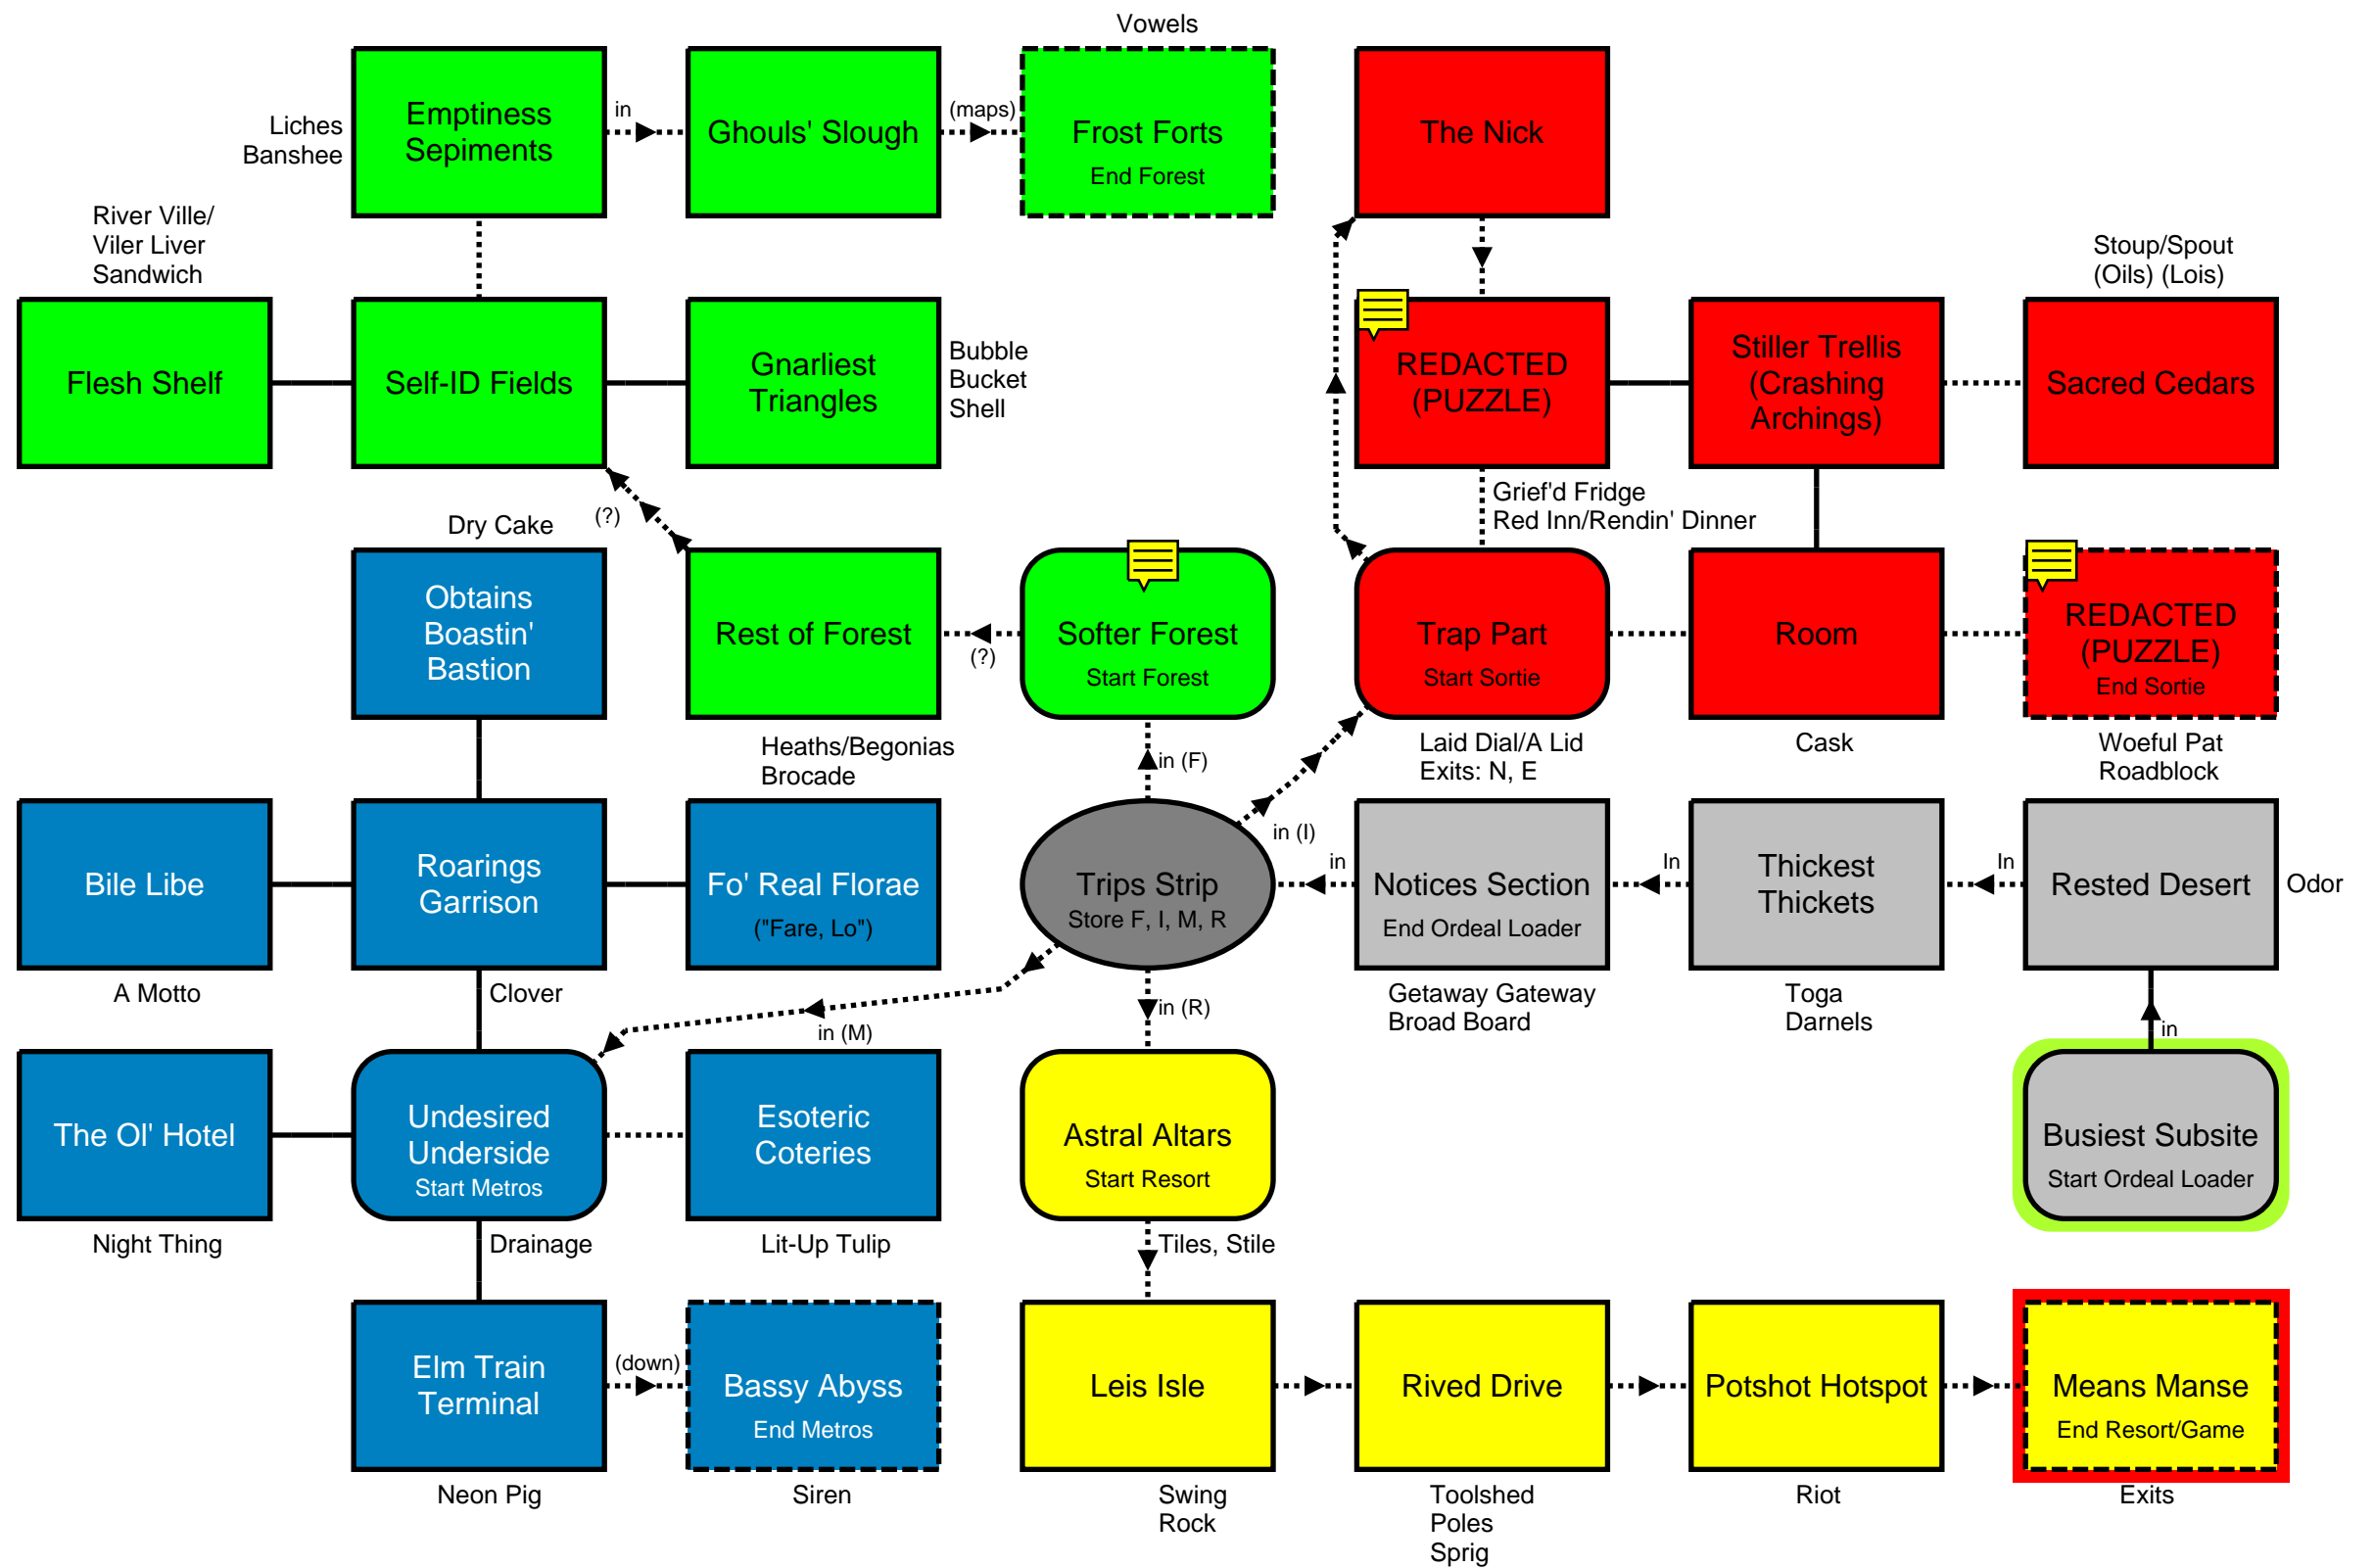 Vowels
Liches
Banshee
Emptiness
Sepiments
in
Ghouls' Slough
(maps)
Frost Forts
End Forest
The Nick
River Ville/
Viler Liver
Sandwich
Stoup/Spout
(Oils) (Lois)
Flesh Shelf
Self-ID Fields
Gnarliest
Triangles
Bubble
Bucket
Shell
REDACTED
(PUZZLE)
Stiller Trellis
(Crashing
Archings)
Sacred Cedars
Grief'd Fridge
Red Inn/Rendin' Dinner
Dry Cake
(?)
Obtains
Boastin'
Bastion
Rest of Forest
(?)
Softer Forest
Start Forest
Trap Part
Start Sortie
Room
REDACTED
(PUZZLE)
End Sortie
Heaths/Begonias
Brocade
in (F)
Laid Dial/A Lid
Exits: N, E
Cask
Woeful Pat
Roadblock
Bile Libe
Roarings
Garrison
Fo' Real Florae
("Fare, Lo")
Trips Strip
Store F, I, M, R
in (I)
in
Notices Section
End Ordeal Loader
In
Thickest
Thickets
In
Rested Desert
Odor
A Motto
Clover
in (M)
in (R)
Getaway Gateway
Broad Board
Toga
Darnels
in
The Ol' Hotel
Undesired
Underside
Start Metros
Esoteric
Coteries
Astral Altars
Start Resort
Busiest Subsite
Start Ordeal Loader
Night Thing
Drainage
Lit-Up Tulip
Tiles, Stile
Elm Train
Terminal
(down)
Bassy Abyss
End Metros
Leis Isle
Rived Drive
Potshot Hotspot
Means Manse
End Resort/Game
Neon Pig
Siren
Swing
Rock
Toolshed
Poles
Sprig
Riot
Exits